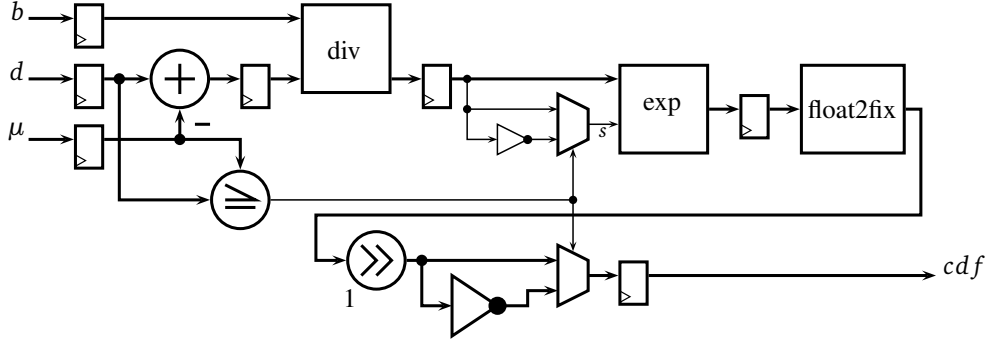 b
div
d
+
exp
float2fix
μ
−
s
≥
>>
1
cdf